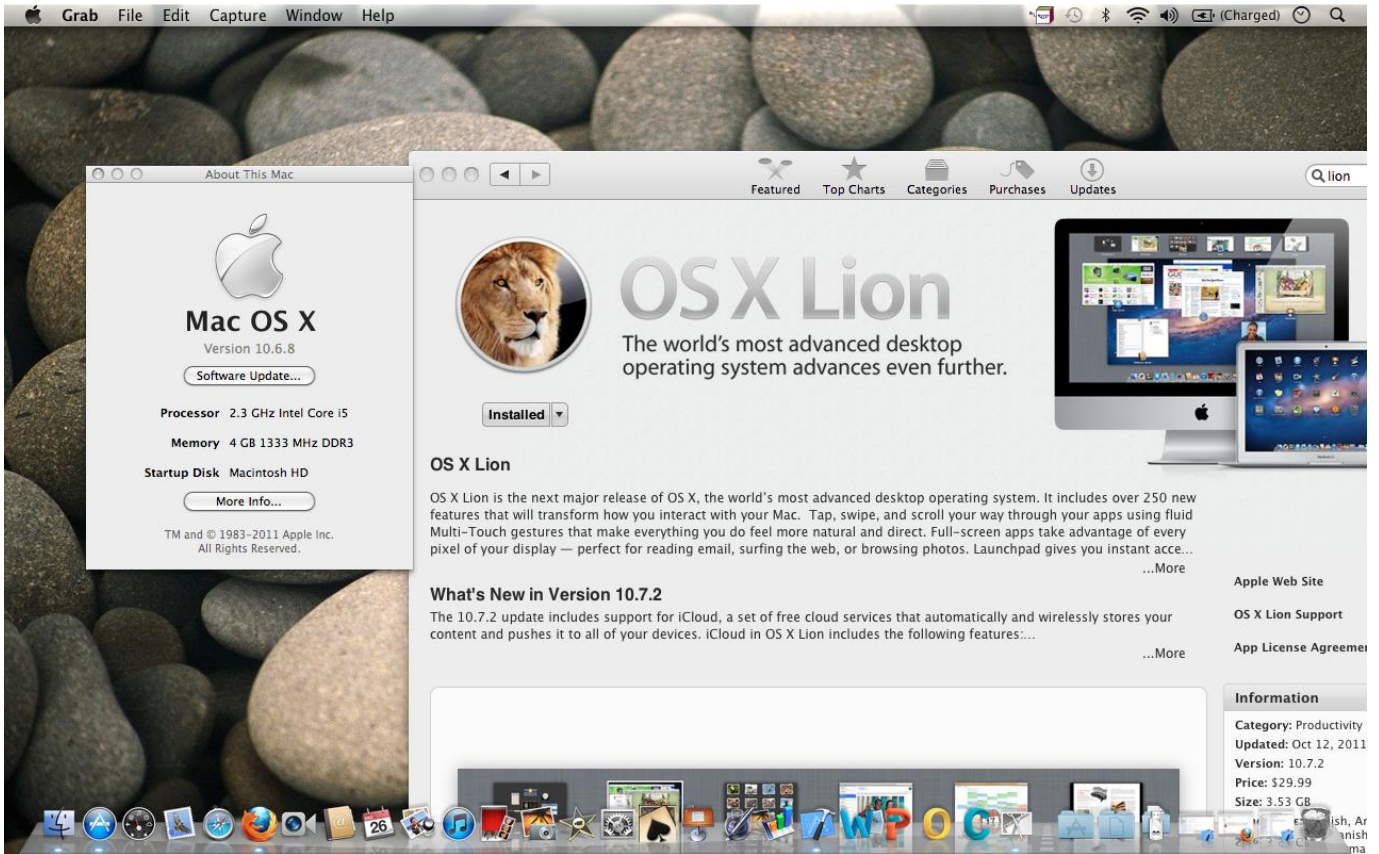 Grab File Edit Capture Window Help
(Charged)
About This Mac
Mac OS X
Version 10.6.8
Software Update...
Processor 2.3 GHz Intel Core i5
Memory 4 GB 1333 MHz DDR3
Startup Disk Macintosh HD
More Info...
TM and © 1983-2011 Apple Inc.
All Rights Reserved.
Featured Top Charts Categories Purchases Updates
lion
OS X Lion
The world's most advanced desktop
operating system advances even further.
Installed
OS X Lion
OS X Lion is the next major release of OS X, the world's most advanced desktop operating system. It includes over 250 new
features that will transform how you interact with your Mac. Tap, swipe, and scroll your way through your apps using fluid
Multi-Touch gestures that make everything you do feel more natural and direct. Full-screen apps take advantage of every
pixel of your display — perfect for reading email, surfing the web, or browsing photos. Launchpad gives you instant acce...
...More
What's New in Version 10.7.2
The 10.7.2 update includes support for iCloud, a set of free cloud services that automatically and wirelessly stores your
content and pushes it to all of your devices. iCloud in OS X Lion includes the following features:...
...More
Apple Web Site
OS X Lion Support
App License Agreemen
Information
Category: Productivity
Updated: Oct 12, 2011
Version: 10.7.2
Price: $29.99
Size: 3.53 GB
26
W P O C X